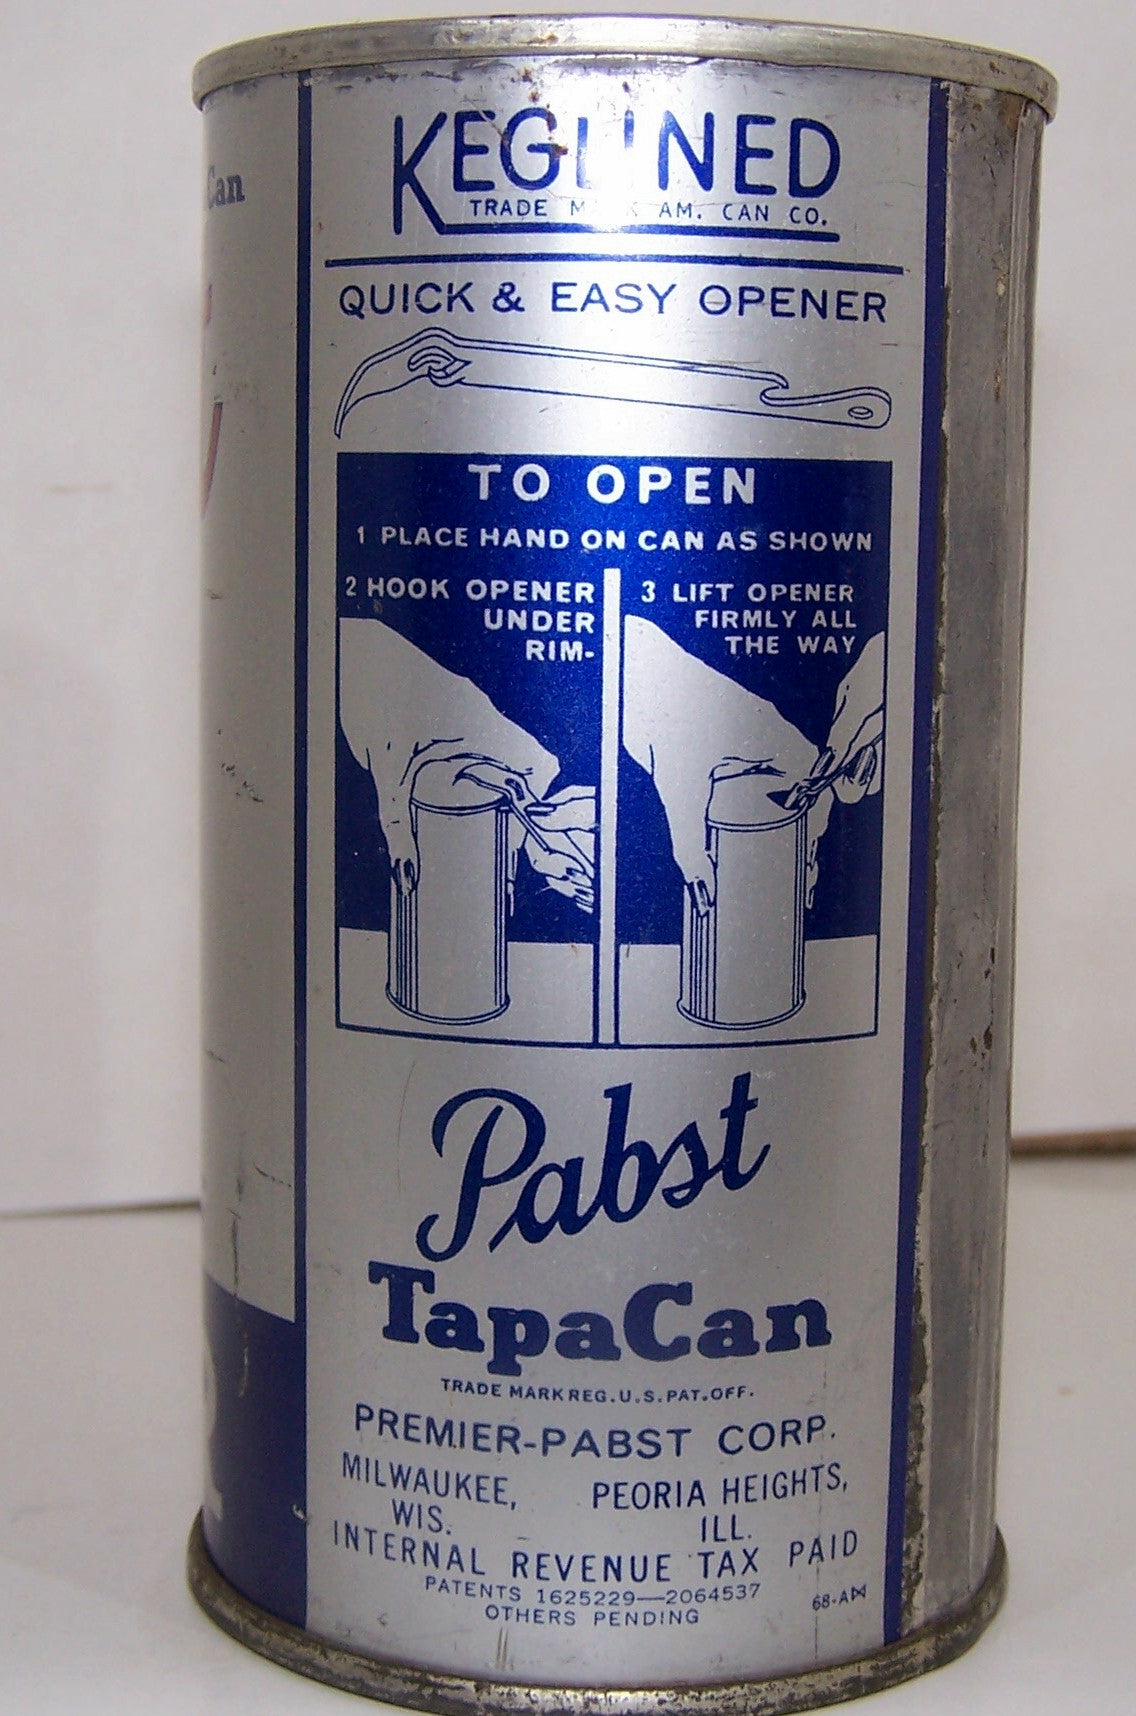 Can
KEGLINED
TRADE MARK AM. CAN CO.
QUICK & EASY OPENER
TO OPEN
1 PLACE HAND ON CAN AS SHOWN
2 HOOK OPENER
UNDER
RIM-
3 LIFT OPENER
FIRMLY ALL
THE WAY
Pabst
TapaCan
TRADE MARK REG. U.S. PAT. OFF.
PREMIER-PABST CORP.
MILWAUKEE, PEORIA HEIGHTS,
WIS. ILL.
INTERNAL REVENUE TAX PAID
PATENTS 1625229—2064537
OTHERS PENDING
68-A